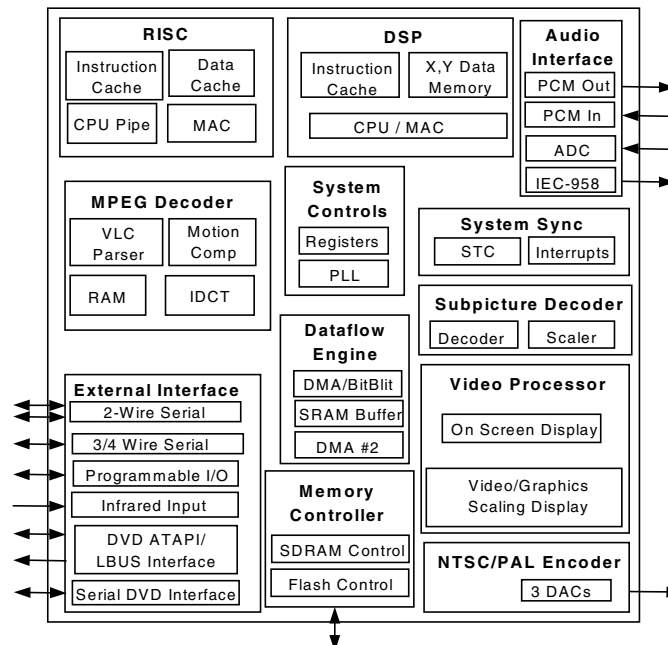 RISC
Instruction
Cache
Data
Cache
CPU Pipe
MAC
DSP
Instruction
Cache
X,Y Data
Memory
CPU / MAC
Audio
Interface
PCM Out
PCM In
ADC
IEC-958
MPEG Decoder
VLC
Parser
Motion
Comp
RAM
IDCT
System
Controls
Registers
PLL
System Sync
STC
Interrupts
Subpicture Decoder
Decoder
Scaler
Dataflow
Engine
DMA/BitBlit
SRAM Buffer
DMA #2
External Interface
2-Wire Serial
3/4 Wire Serial
Programmable I/O
Infrared Input
DVD ATAPI/
LBUS Interface
Serial DVD Interface
Memory
Controller
SDRAM Control
Flash Control
Video Processor
On Screen Display
Video/Graphics
Scaling Display
NTSC/PAL Encoder
3 DACs